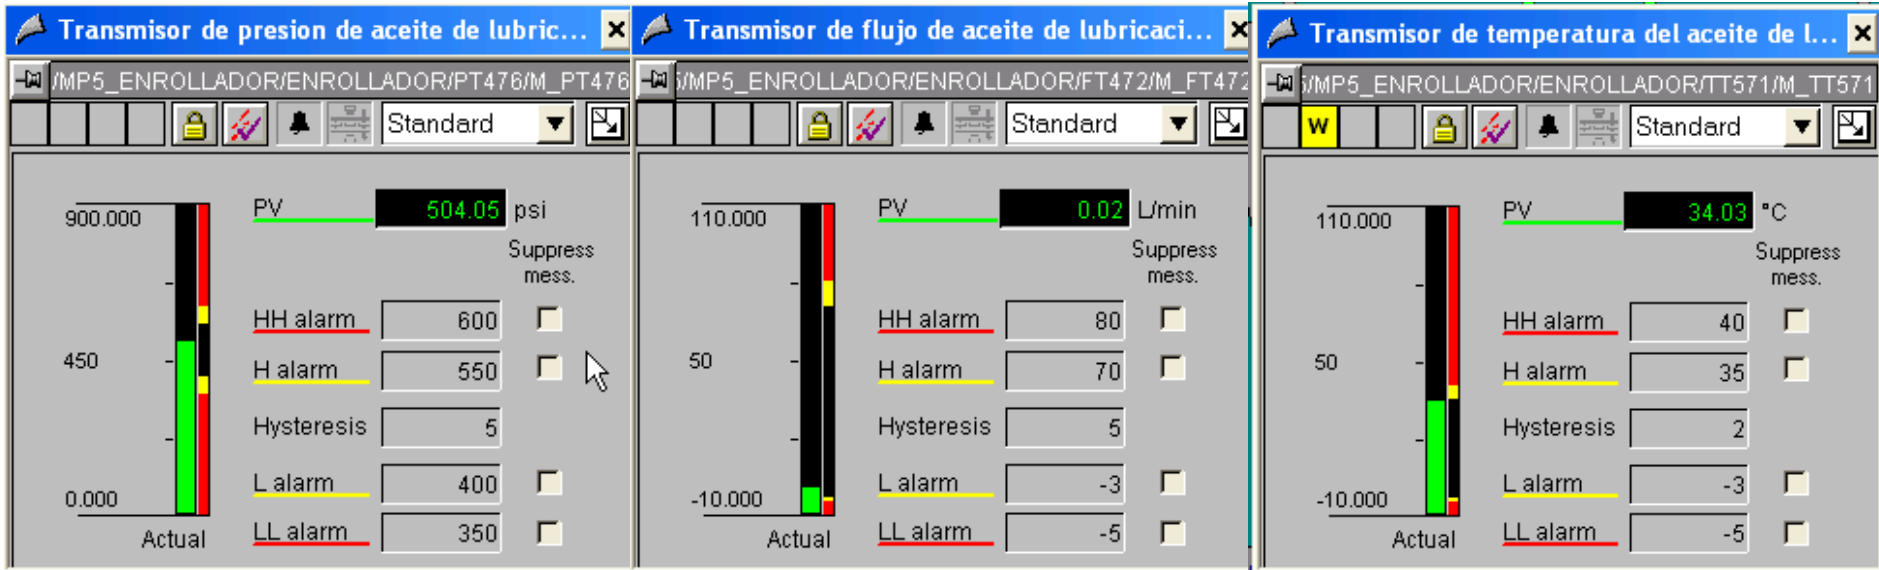 Transmisor de presion de aceite de lubric...
/MP5_ENROLLADOR/ENROLLADOR/PT476/M_PT476
Standard
900.000
450
0.000
Actual
PV 504.05 psi
Suppress
mess.
HH alarm 600
H alarm 550
Hysteresis 5
L alarm 400
LL alarm 350
Transmisor de flujo de aceite de lubricaci...
5/MP5_ENROLLADOR/ENROLLADOR/FT472/M_FT472
Standard
110.000
50
-10.000
Actual
PV 0.02 L/min
Suppress
mess.
HH alarm 80
H alarm 70
Hysteresis 5
L alarm -3
LL alarm -5
Transmisor de temperatura del aceite de l...
5/MP5_ENROLLADOR/ENROLLADOR/TT571/M_TT571
W
Standard
110.000
50
-10.000
Actual
PV 34.03 °C
Suppress
mess.
HH alarm 40
H alarm 35
Hysteresis 2
L alarm -3
LL alarm -5